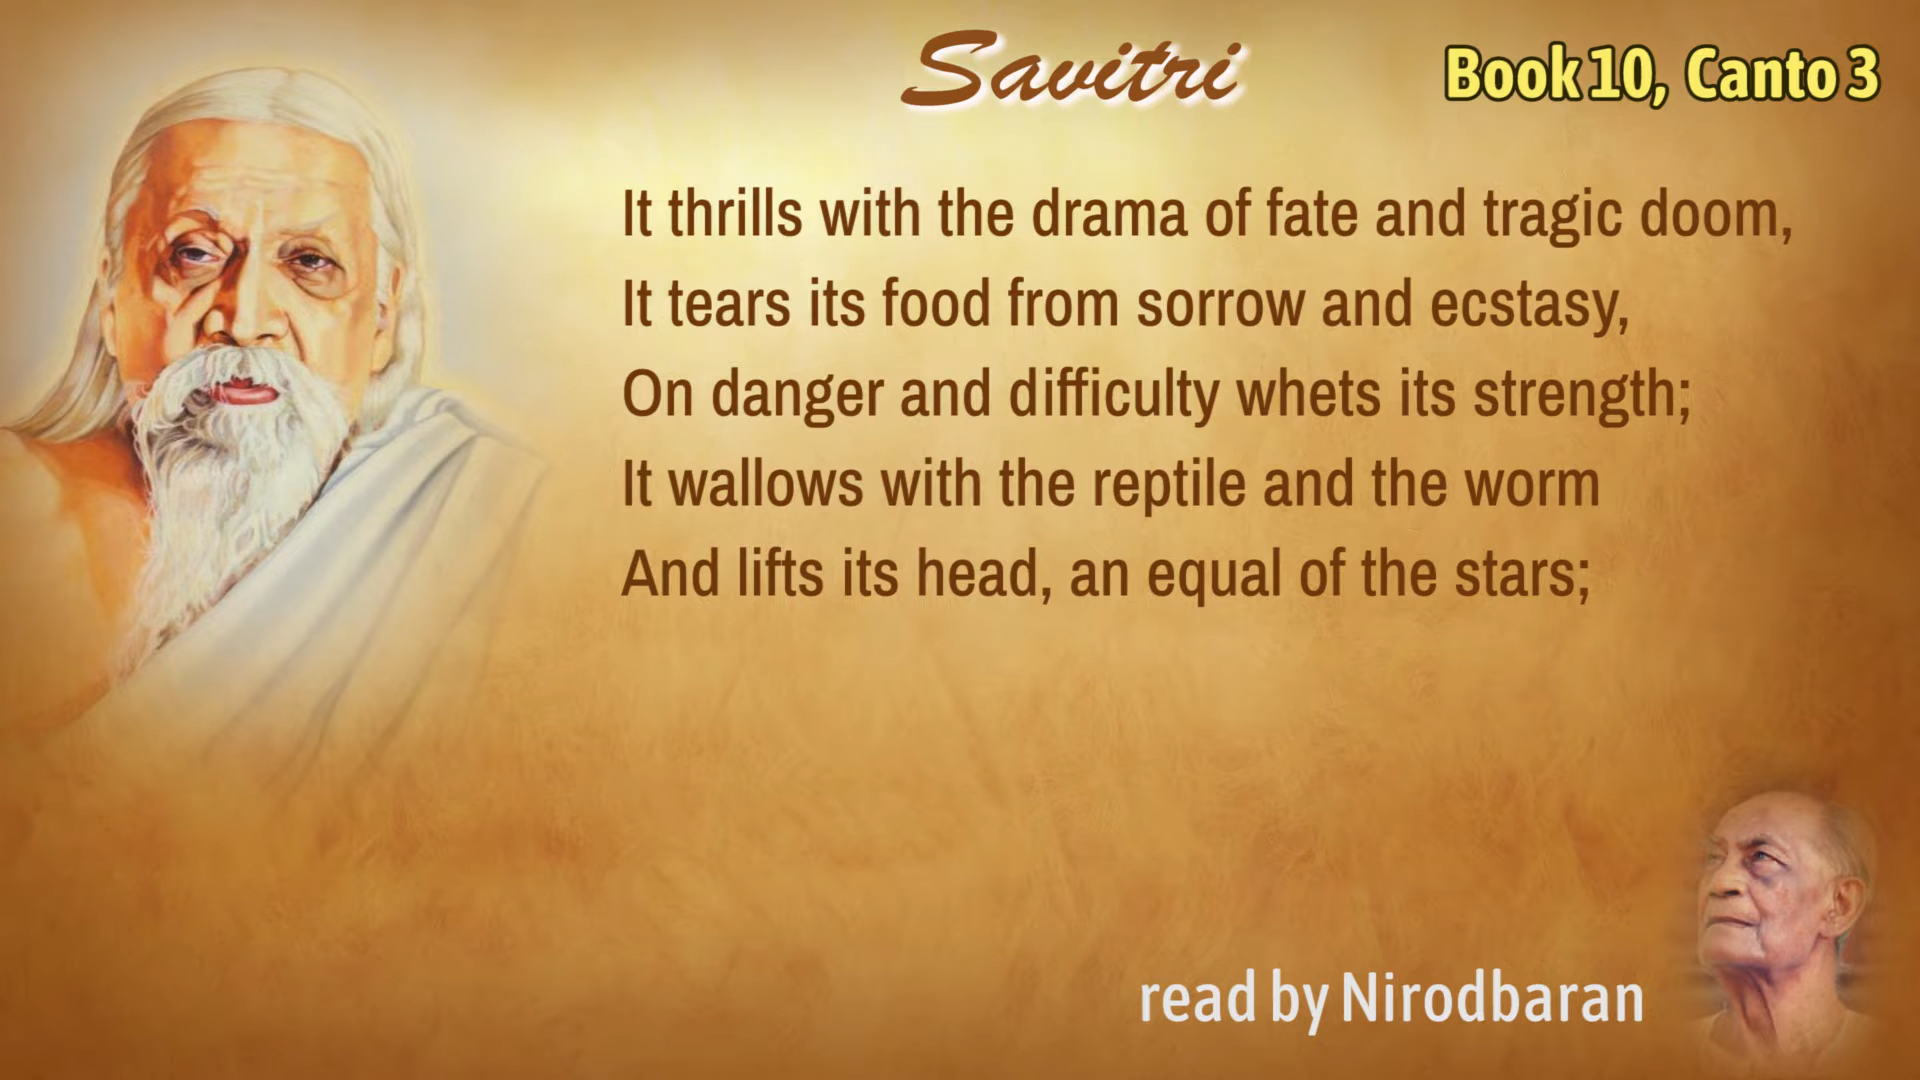 Savitri
Book 10, Canto 3
It thrills with the drama of fate and tragic doom,
It tears its food from sorrow and ecstasy,
On danger and difficulty whets its strength;
It wallows with the reptile and the worm
And lifts its head, an equal of the stars;
read by Nirodbaran